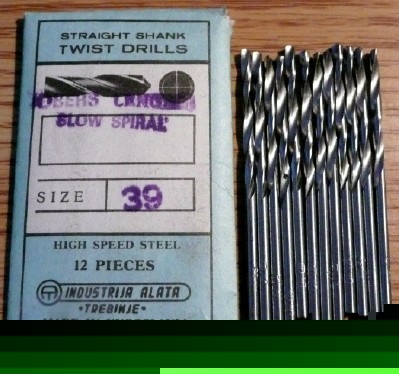 STRAIGHT SHANK
TWIST DRILLS
SLOW SPIRAL
SIZE 39
HIGH SPEED STEEL
12 PIECES
INDUSTRIJA ALATA
•TREBINJE•